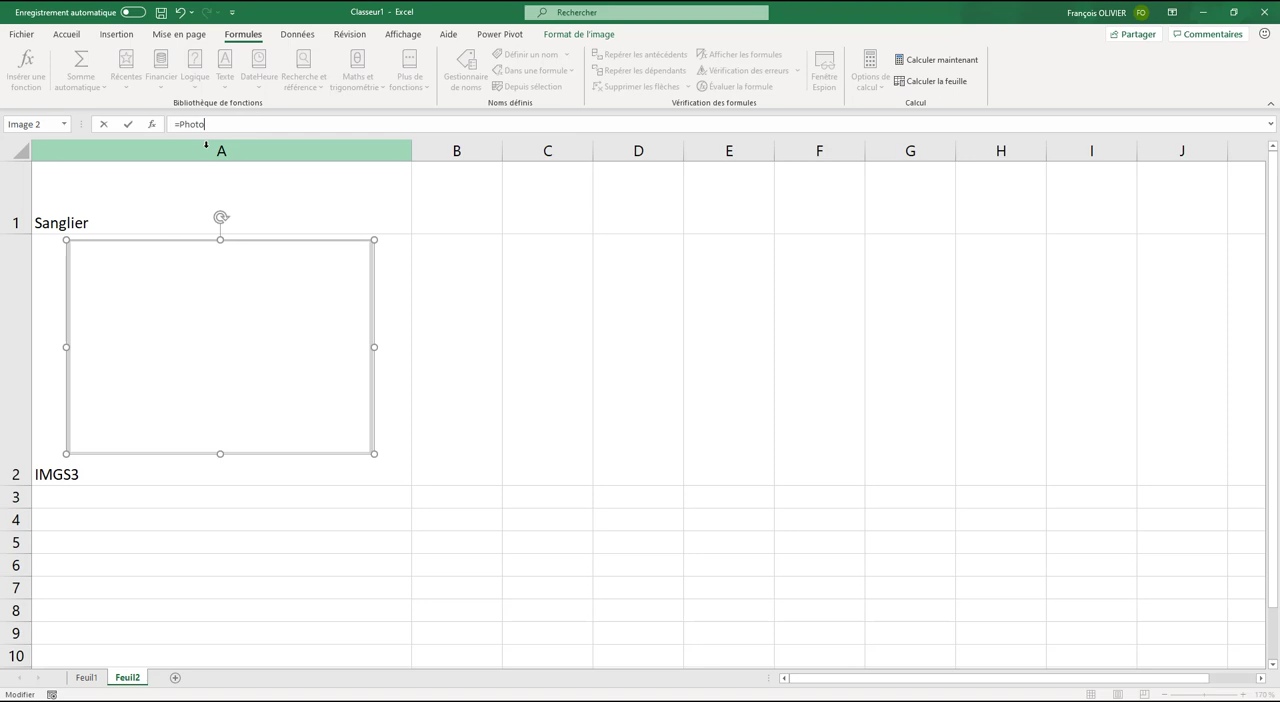 Enregistrement automatique
Classeur1 - Excel
Rechercher
François OLIVIER
FO
Fichier Accueil Insertion Mise en page Formules Données Révision Affichage Aide Power Pivot Format de l'image
Partager
Commentaires
Insérer une fonction
Somme automatique
Récentes
Financier
Logique
Texte
DateHeure
Recherche et référence
Maths et trigonométrie
Plus de fonctions
Bibliothèque de fonctions
Gestionnaire de noms
Définir un nom
Dans une formule
Depuis sélection
Noms définis
Repérer les antécédents
Repérer les dépendants
Supprimer les flèches
Afficher les formules
Vérification des erreurs
Évaluer la formule
Fenêtre Espion
Vérification des formules
Options de calcul
Calculer maintenant
Calculer la feuille
Calcul
Image 2
fx
=Photo
A B C D E F G H I J
1 Sanglier
2 IMGS3
3
4
5
6
7
8
9
10
Feuil1 Feuil2
Modifier
170 %